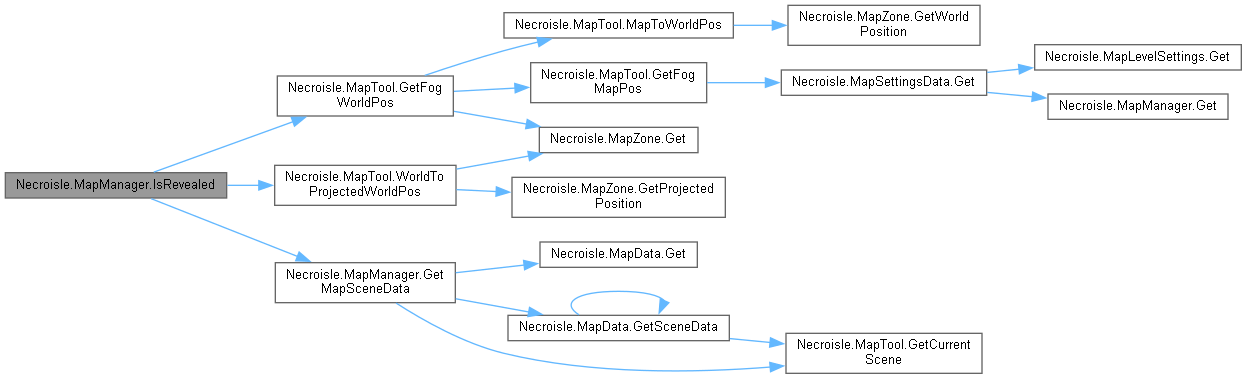 Necroisle.MapManager.IsRevealed
Necroisle.MapTool.GetFog
WorldPos
Necroisle.MapTool.WorldTo
ProjectedWorldPos
Necroisle.MapManager.Get
MapSceneData
Necroisle.MapTool.MapToWorldPos
Necroisle.MapTool.GetFog
MapPos
Necroisle.MapZone.Get
Necroisle.MapZone.GetProjected
Position
Necroisle.MapData.Get
Necroisle.MapData.GetSceneData
Necroisle.MapZone.GetWorld
Position
Necroisle.MapSettingsData.Get
Necroisle.MapTool.GetCurrent
Scene
Necroisle.MapLevelSettings.Get
Necroisle.MapManager.Get